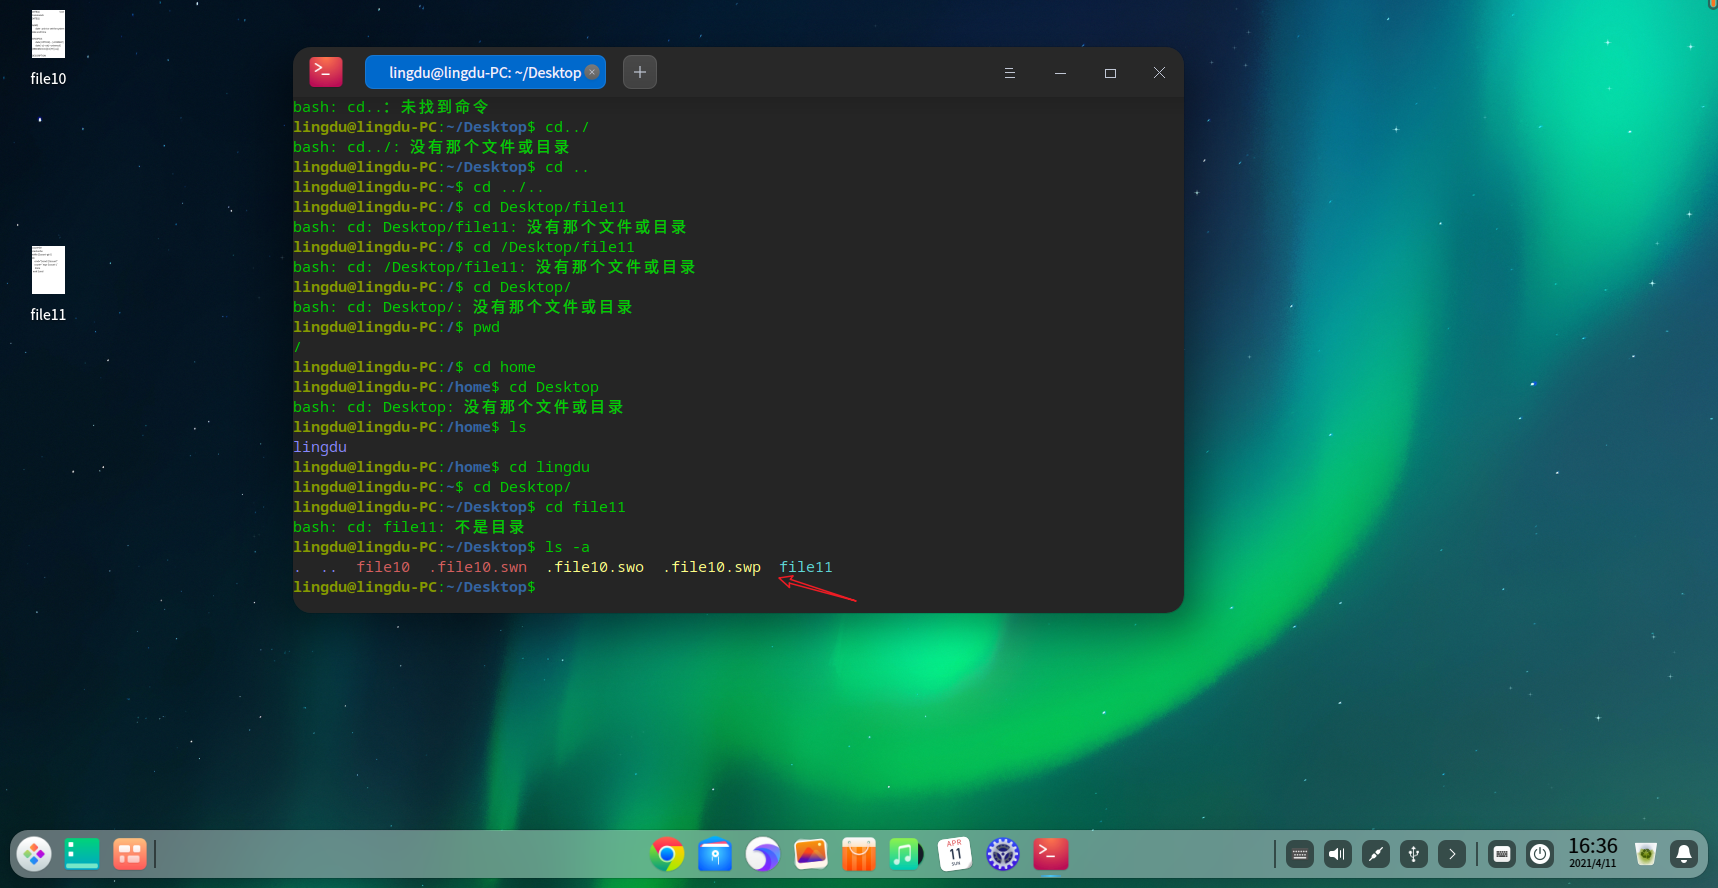 file10
file11
lingdu@lingdu-PC: ~/Desktop
bash: cd..: 未找到命令
lingdu@lingdu-PC:~/Desktop$ cd../
bash: cd../: 没有那个文件或目录
lingdu@lingdu-PC:~/Desktop$ cd ..
lingdu@lingdu-PC:~$ cd ../..
lingdu@lingdu-PC:/$ cd Desktop/file11
bash: cd: Desktop/file11: 没有那个文件或目录
lingdu@lingdu-PC:/$ cd /Desktop/file11
bash: cd: /Desktop/file11: 没有那个文件或目录
lingdu@lingdu-PC:/$ cd Desktop/
bash: cd: Desktop/: 没有那个文件或目录
lingdu@lingdu-PC:/$ pwd
/
lingdu@lingdu-PC:/$ cd home
lingdu@lingdu-PC:/home$ cd Desktop
bash: cd: Desktop: 没有那个文件或目录
lingdu@lingdu-PC:/home$ ls
lingdu
lingdu@lingdu-PC:/home$ cd lingdu
lingdu@lingdu-PC:~$ cd Desktop/
lingdu@lingdu-PC:~/Desktop$ cd file11
bash: cd: file11: 不是目录
lingdu@lingdu-PC:~/Desktop$ ls -a
. .. file10 .file10.swn .file10.swo .file10.swp file11
lingdu@lingdu-PC:~/Desktop$
APR
11
SUN
16:36
2021/4/11